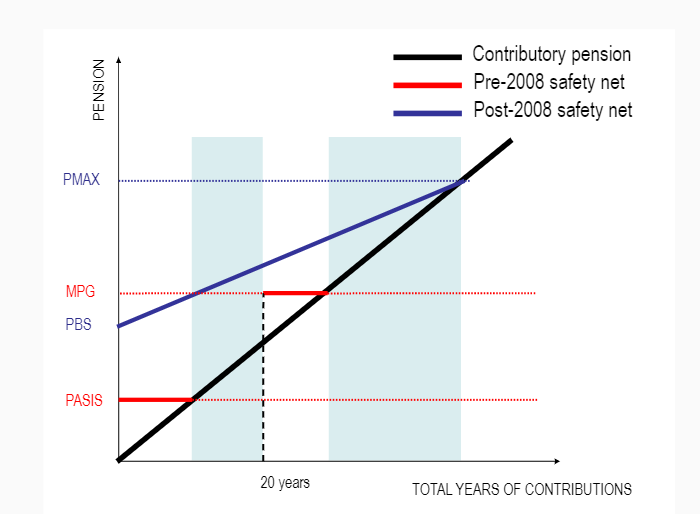 Contributory pension
Pre-2008 safety net
Post-2008 safety net
PENSION
PMAX
MPG
PBS
PASIS
20 years
TOTAL YEARS OF CONTRIBUTIONS